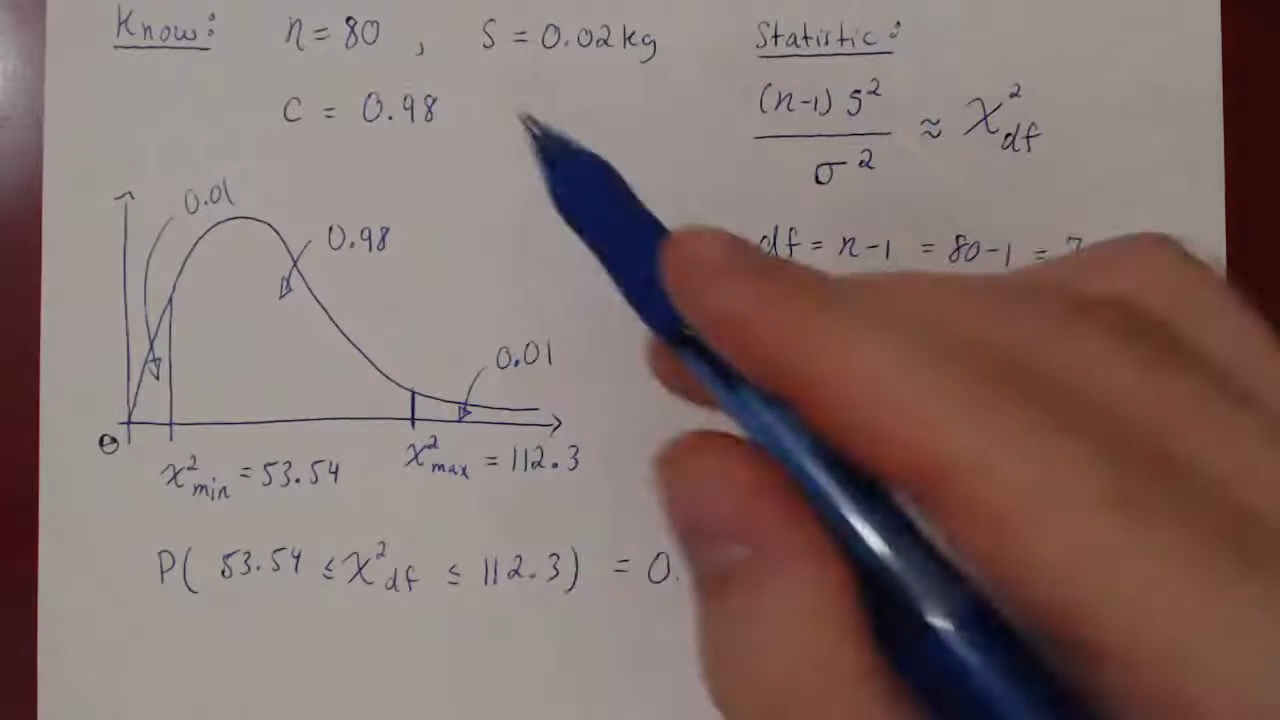 Know: n = 80 , S = 0.02 kg
C = 0.98
Statistic:
(n-1) S²
σ²
≈ χ²df
df = n-1 = 80-1 =
0.01
0.98
0.01
0
χ²min = 53.54
χ²max = 112.3
P( 53.54 ≤ χ²df ≤ 112.3) = 0.